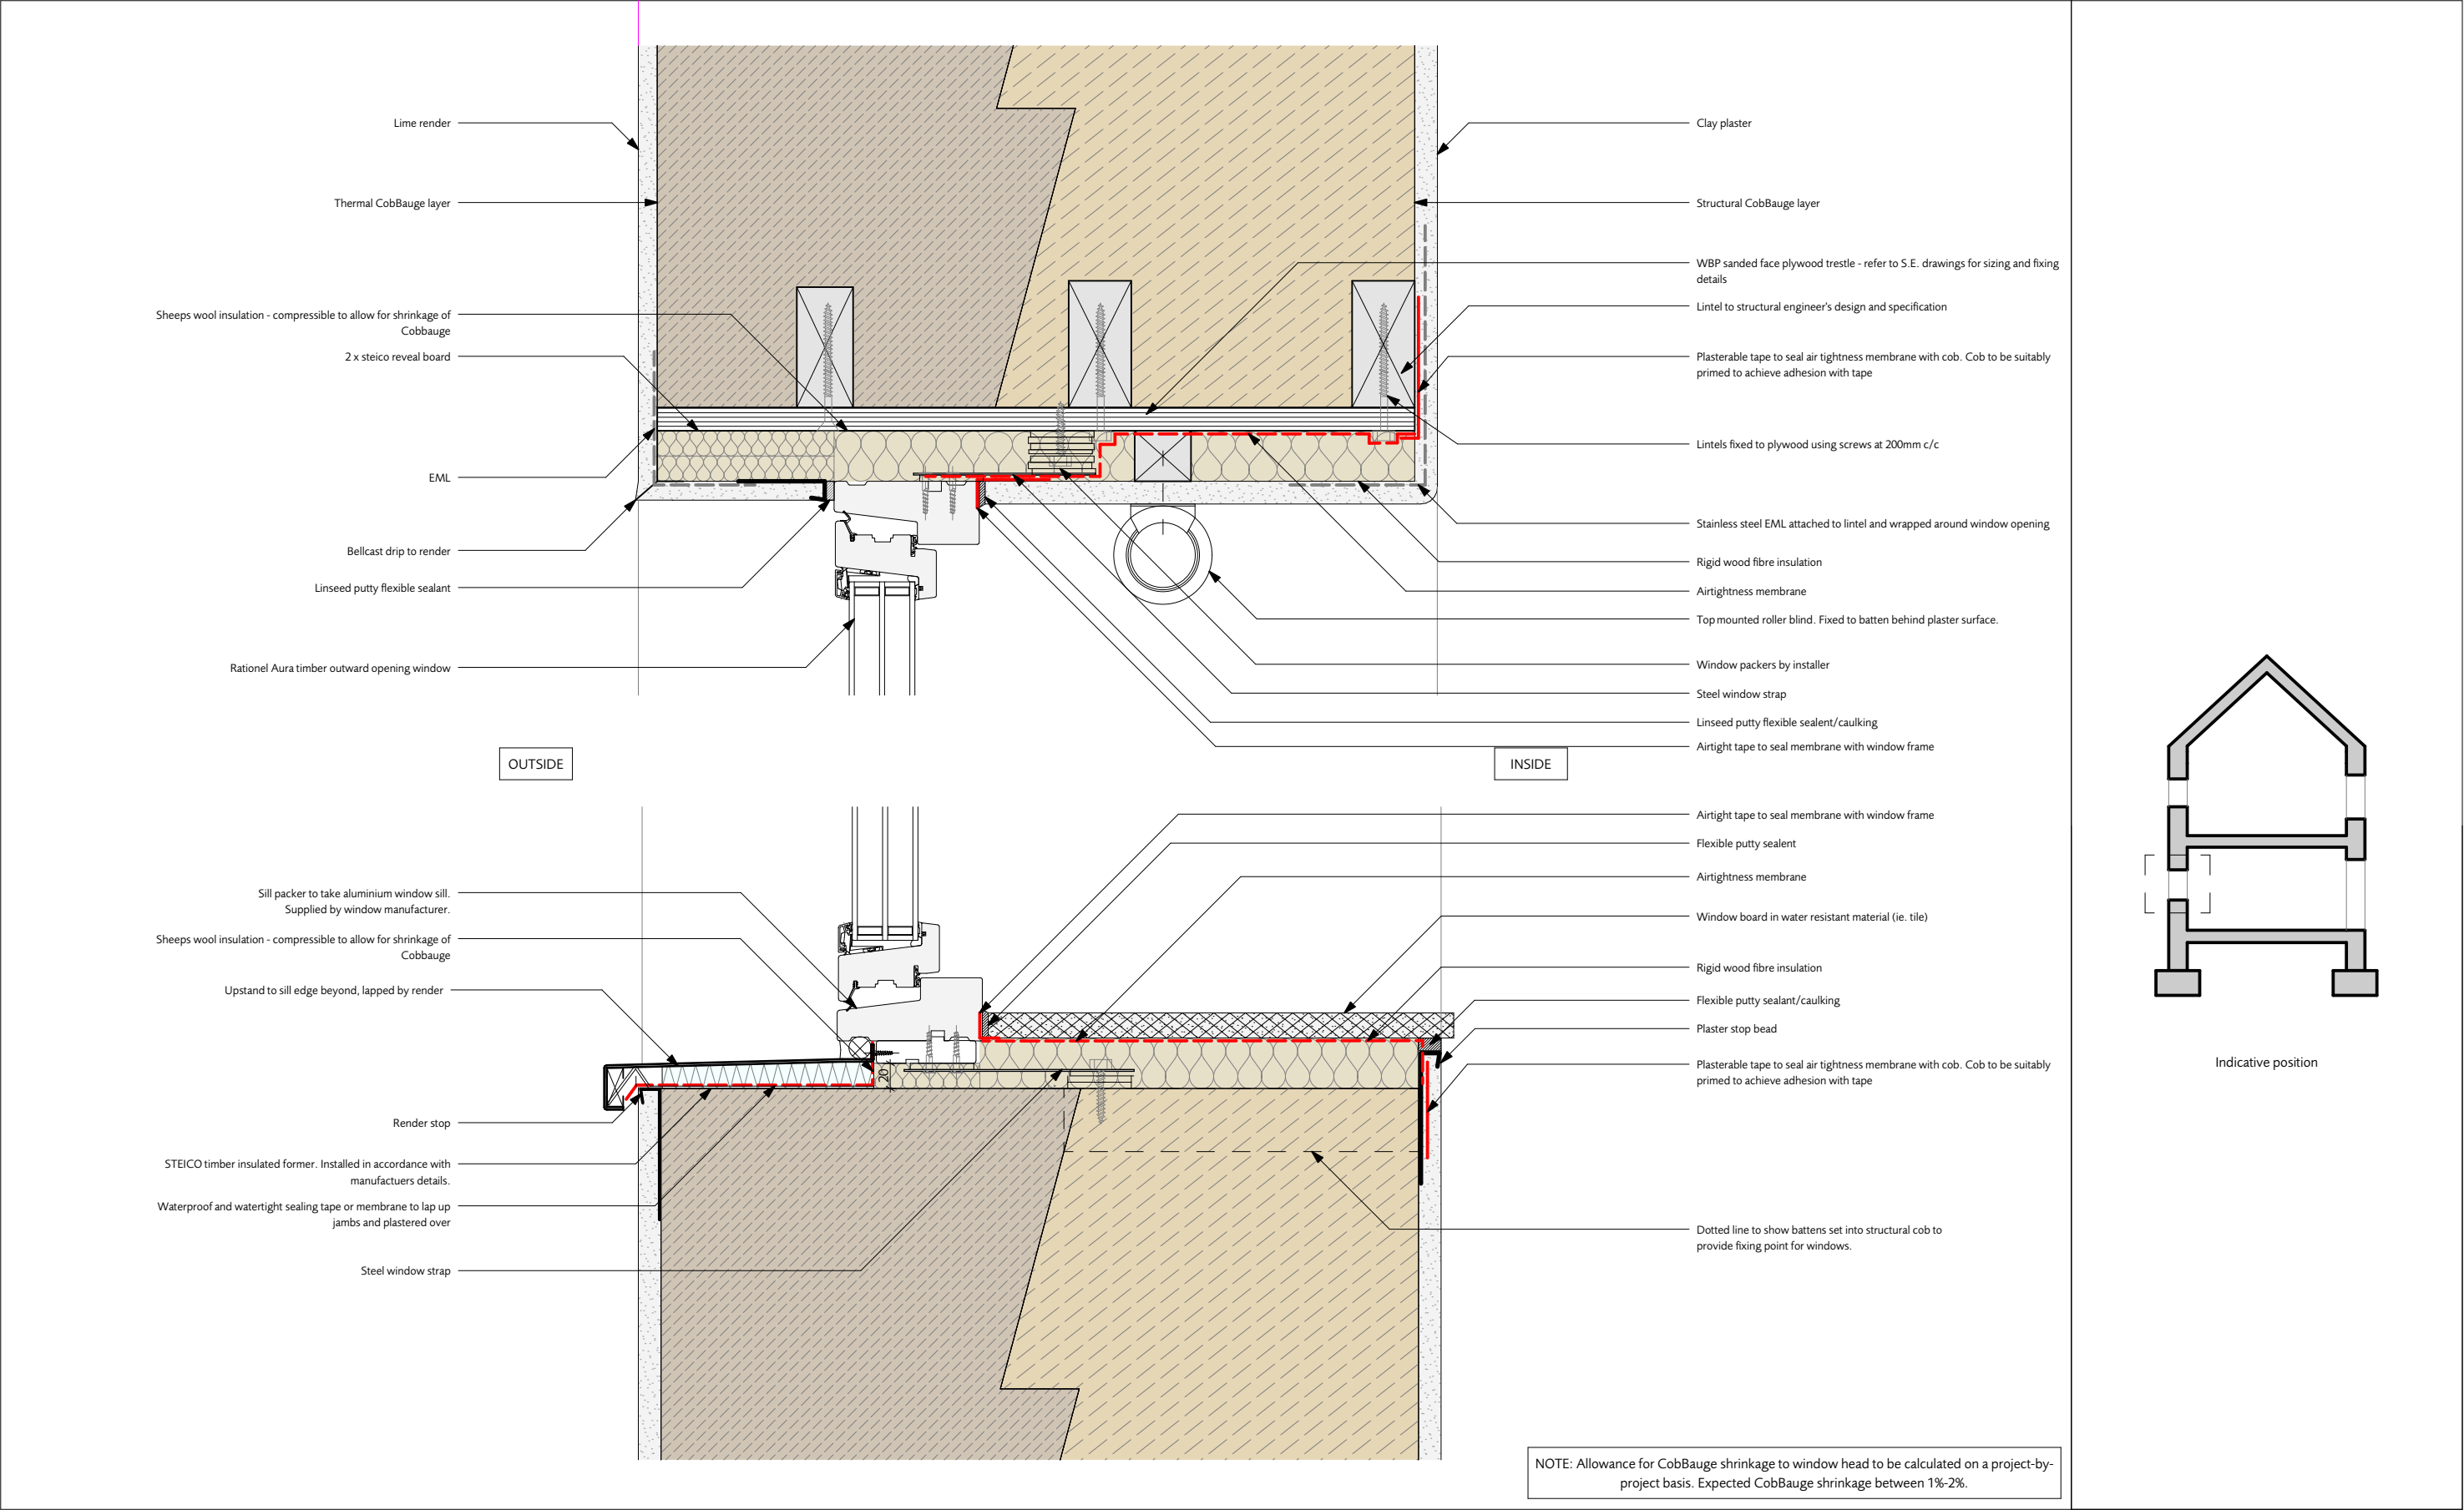 Lime render
Thermal CobBauge layer
Sheeps wool insulation - compressible to allow for shrinkage of
Cobbauge
2 x steico reveal board
EML
Bellcast drip to render
Linseed putty flexible sealant
Rationel Aura timber outward opening window
Clay plaster
Structural CobBauge layer
WBP sanded face plywood trestle - refer to S.E. drawings for sizing and fixing
details
Lintel to structural engineer's design and specification
Plasterable tape to seal air tightness membrane with cob. Cob to be suitably
primed to achieve adhesion with tape
Lintels fixed to plywood using screws at 200mm c/c
Stainless steel EML attached to lintel and wrapped around window opening
Rigid wood fibre insulation
Airtightness membrane
Top mounted roller blind. Fixed to batten behind plaster surface.
Window packers by installer
Steel window strap
Linseed putty flexible sealent/caulking
Airtight tape to seal membrane with window frame
OUTSIDE
INSIDE
Sill packer to take aluminium window sill.
Supplied by window manufacturer.
Sheeps wool insulation - compressible to allow for shrinkage of
Cobbauge
Upstand to sill edge beyond, lapped by render
Render stop
STEICO timber insulated former. Installed in accordance with
manufactuers details.
Waterproof and watertight sealing tape or membrane to lap up
jambs and plastered over
Steel window strap
20
Airtight tape to seal membrane with window frame
Flexible putty sealent
Airtightness membrane
Window board in water resistant material (ie. tile)
Rigid wood fibre insulation
Flexible putty sealant/caulking
Plaster stop bead
Plasterable tape to seal air tightness membrane with cob. Cob to be suitably
primed to achieve adhesion with tape
Dotted line to show battens set into structural cob to
provide fixing point for windows.
NOTE: Allowance for CobBauge shrinkage to window head to be calculated on a project-by-
project basis. Expected CobBauge shrinkage between 1%-2%.
Indicative position